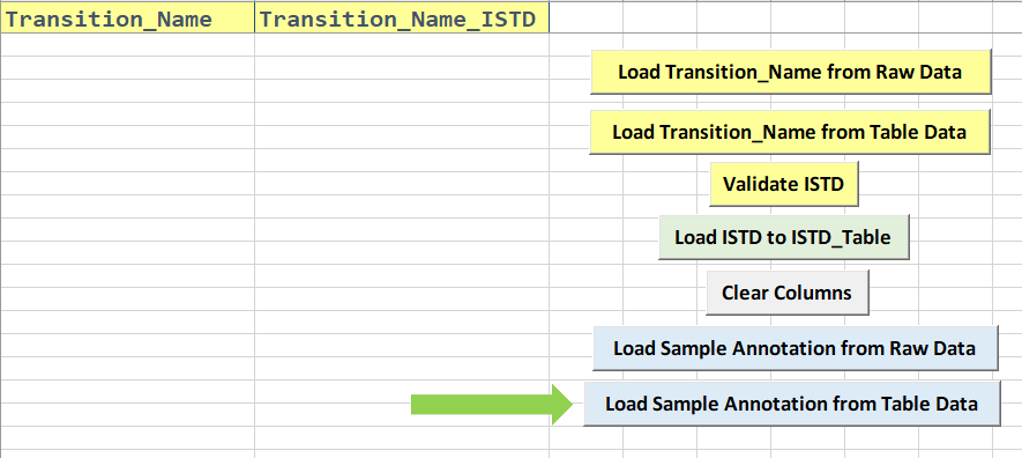 Transition_Name Transition_Name_ISTD
Load Transition_Name from Raw Data
Load Transition_Name from Table Data
Validate ISTD
Load ISTD to ISTD_Table
Clear Columns
Load Sample Annotation from Raw Data
Load Sample Annotation from Table Data